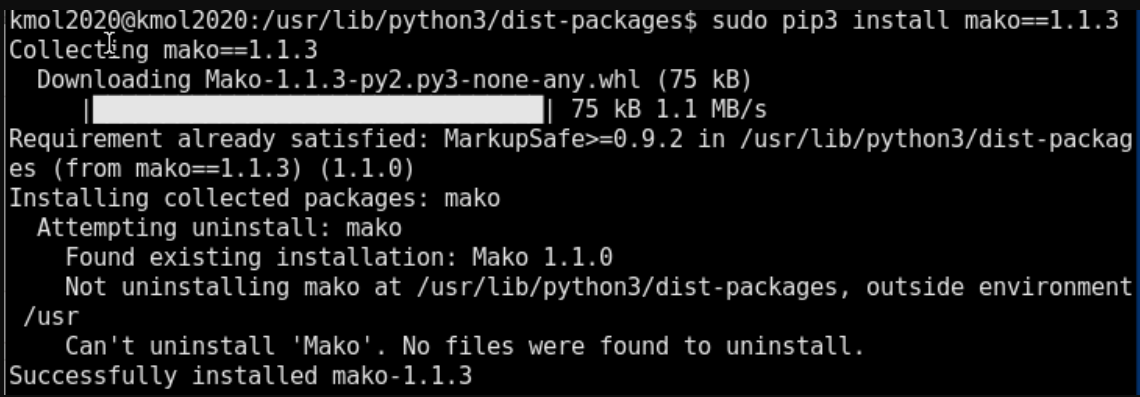 kmol2020@kmol2020:/usr/lib/python3/dist-packages$ sudo pip3 install mako==1.1.3
Collecting mako==1.1.3
  Downloading Mako-1.1.3-py2.py3-none-any.whl (75 kB)
     |████████████████████████████████| 75 kB 1.1 MB/s
Requirement already satisfied: MarkupSafe>=0.9.2 in /usr/lib/python3/dist-packag
es (from mako==1.1.3) (1.1.0)
Installing collected packages: mako
  Attempting uninstall: mako
    Found existing installation: Mako 1.1.0
    Not uninstalling mako at /usr/lib/python3/dist-packages, outside environment
 /usr
    Can't uninstall 'Mako'. No files were found to uninstall.
Successfully installed mako-1.1.3